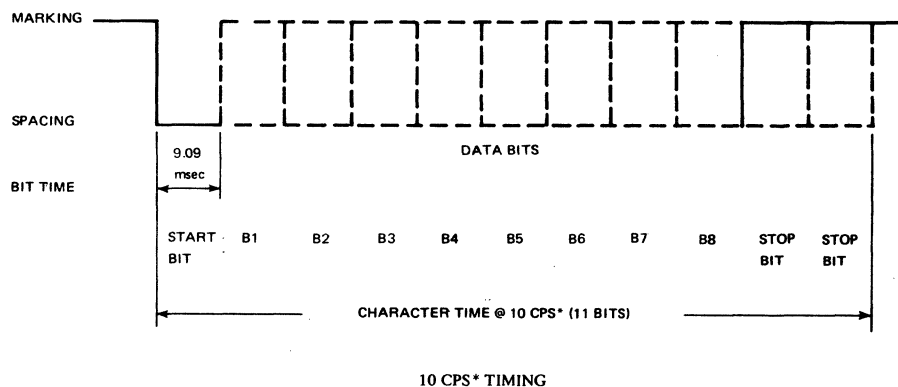 MARKING
SPACING
DATA BITS
9.09
msec
BIT TIME
START BIT B1 B2 B3 B4 B5 B6 B7 B8 STOP BIT STOP BIT
CHARACTER TIME @ 10 CPS* (11 BITS)
10 CPS* TIMING